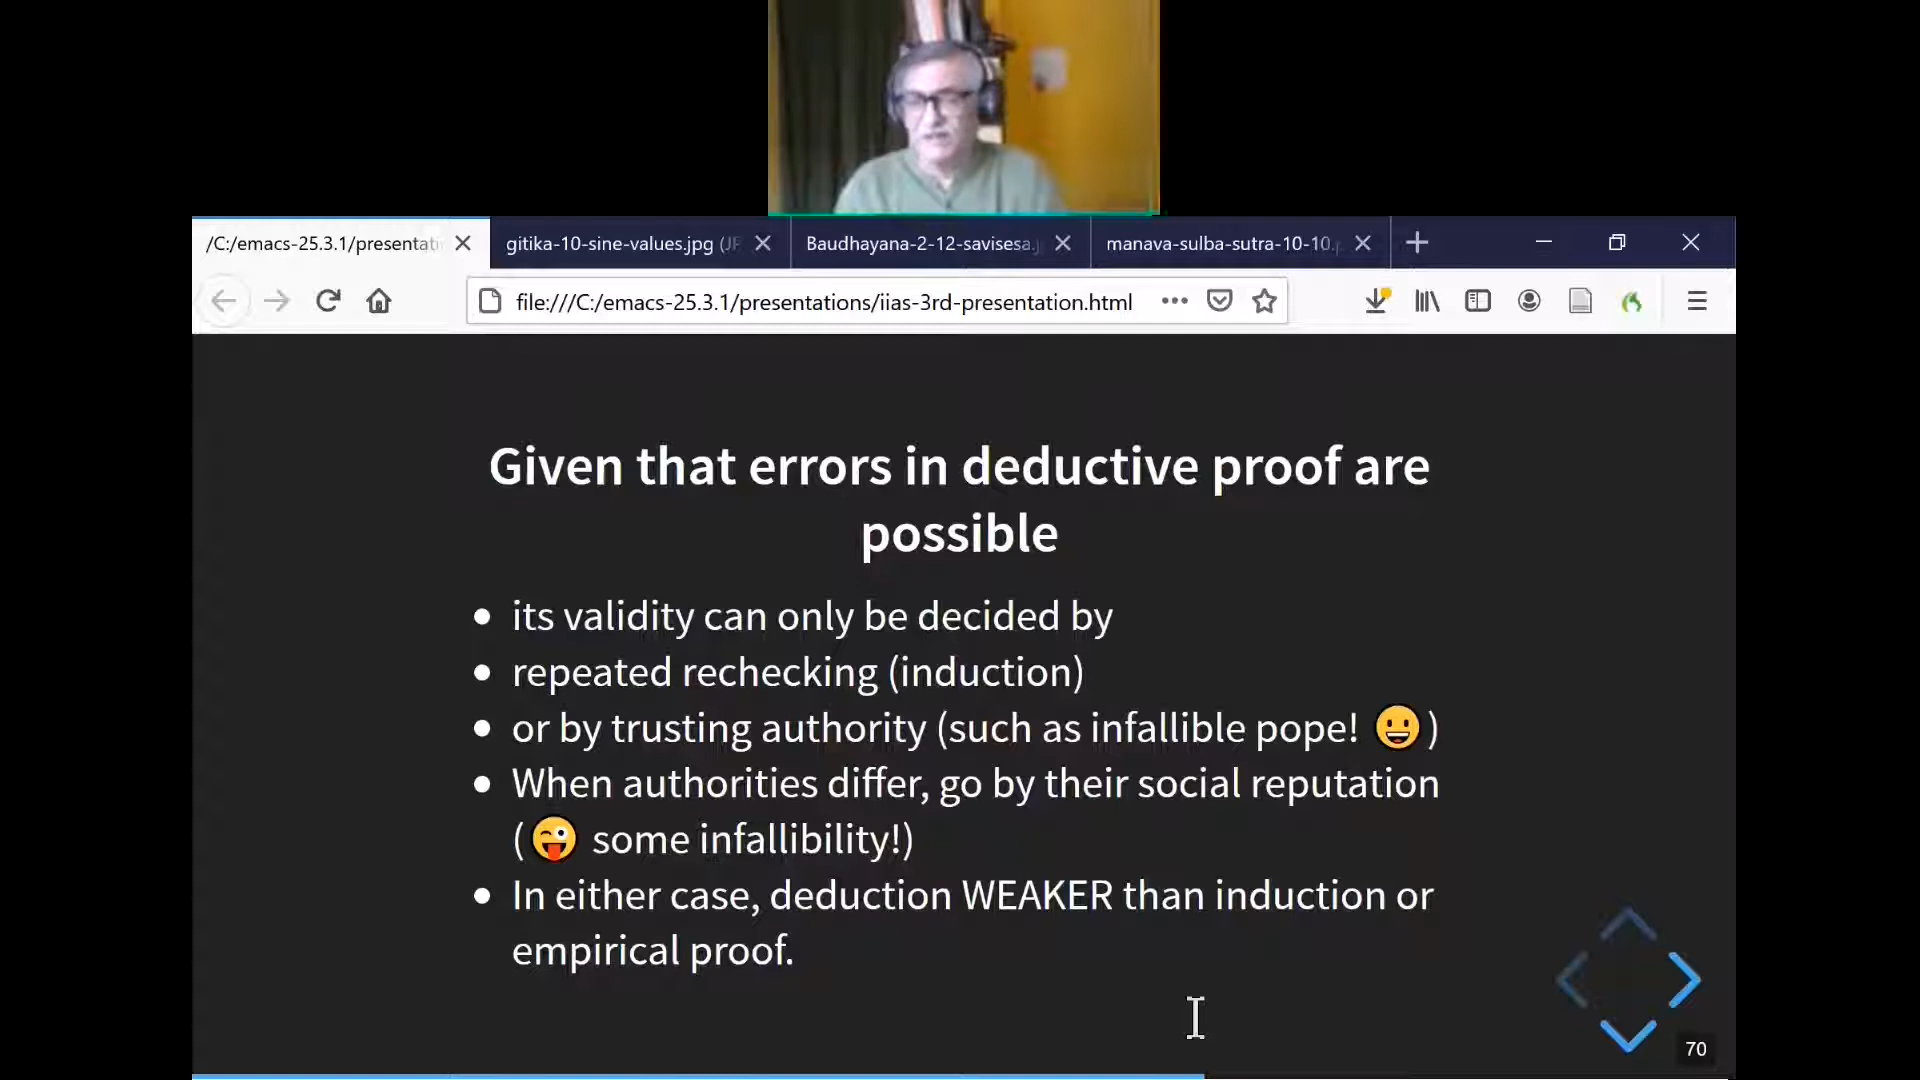 /C:/emacs-25.3.1/presentati
gitika-10-sine-values.jpg (JP
Baudhayana-2-12-savisesa.j
manava-sulba-sutra-10-10.
file:///C:/emacs-25.3.1/presentations/iias-3rd-presentation.html
Given that errors in deductive proof are
possible
• its validity can only be decided by
• repeated rechecking (induction)
• or by trusting authority (such as infallible pope! 😀)
• When authorities differ, go by their social reputation
(😜 some infallibility!)
• In either case, deduction WEAKER than induction or
empirical proof.
70